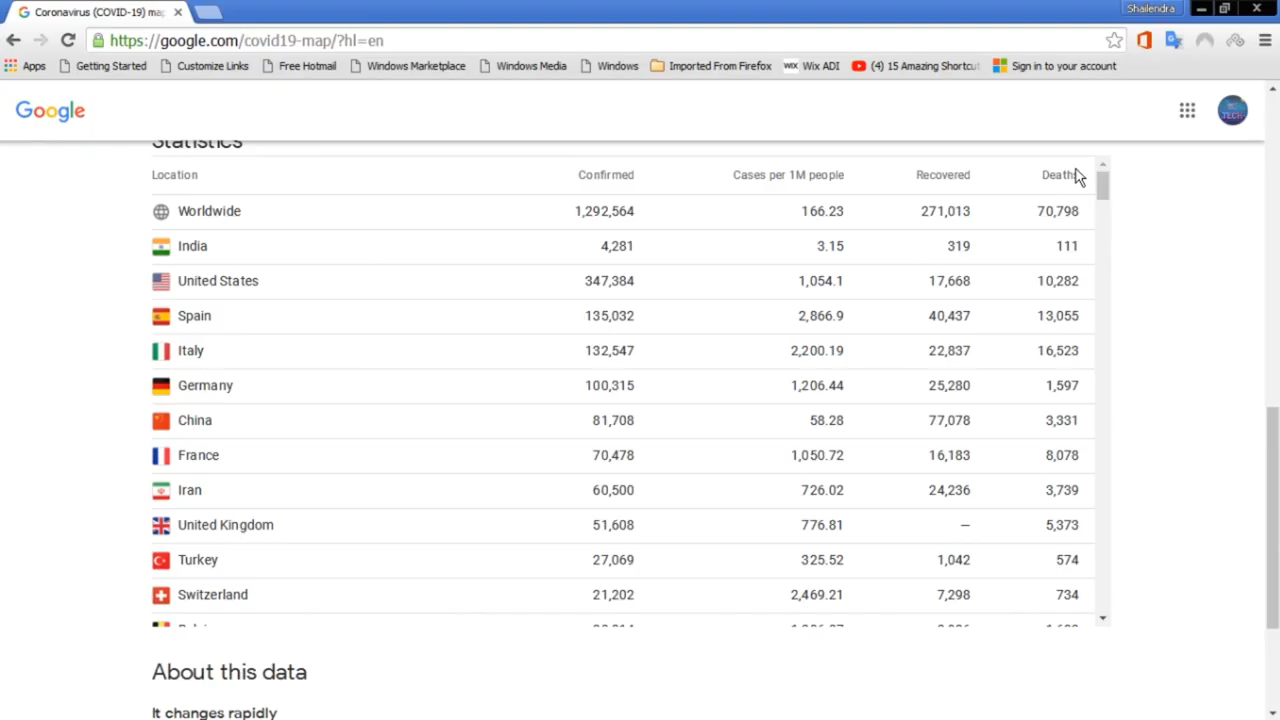 Coronavirus (COVID-19) ma
Shailendra
https://google.com/covid19-map/?hl=en
Apps Getting Started Customize Links Free Hotmail Windows Marketplace Windows Media Windows Imported From Firefox WIX Wix ADI (4) 15 Amazing Shortcut Sign in to your account
Google
TECH
Statistics
Location Confirmed Cases per 1M people Recovered Deaths
Worldwide 1,292,564 166.23 271,013 70,798
India 4,281 3.15 319 111
United States 347,384 1,054.1 17,668 10,282
Spain 135,032 2,866.9 40,437 13,055
Italy 132,547 2,200.19 22,837 16,523
Germany 100,315 1,206.44 25,280 1,597
China 81,708 58.28 77,078 3,331
France 70,478 1,050.72 16,183 8,078
Iran 60,500 726.02 24,236 3,739
United Kingdom 51,608 776.81 — 5,373
Turkey 27,069 325.52 1,042 574
Switzerland 21,202 2,469.21 7,298 734
About this data
It changes rapidly